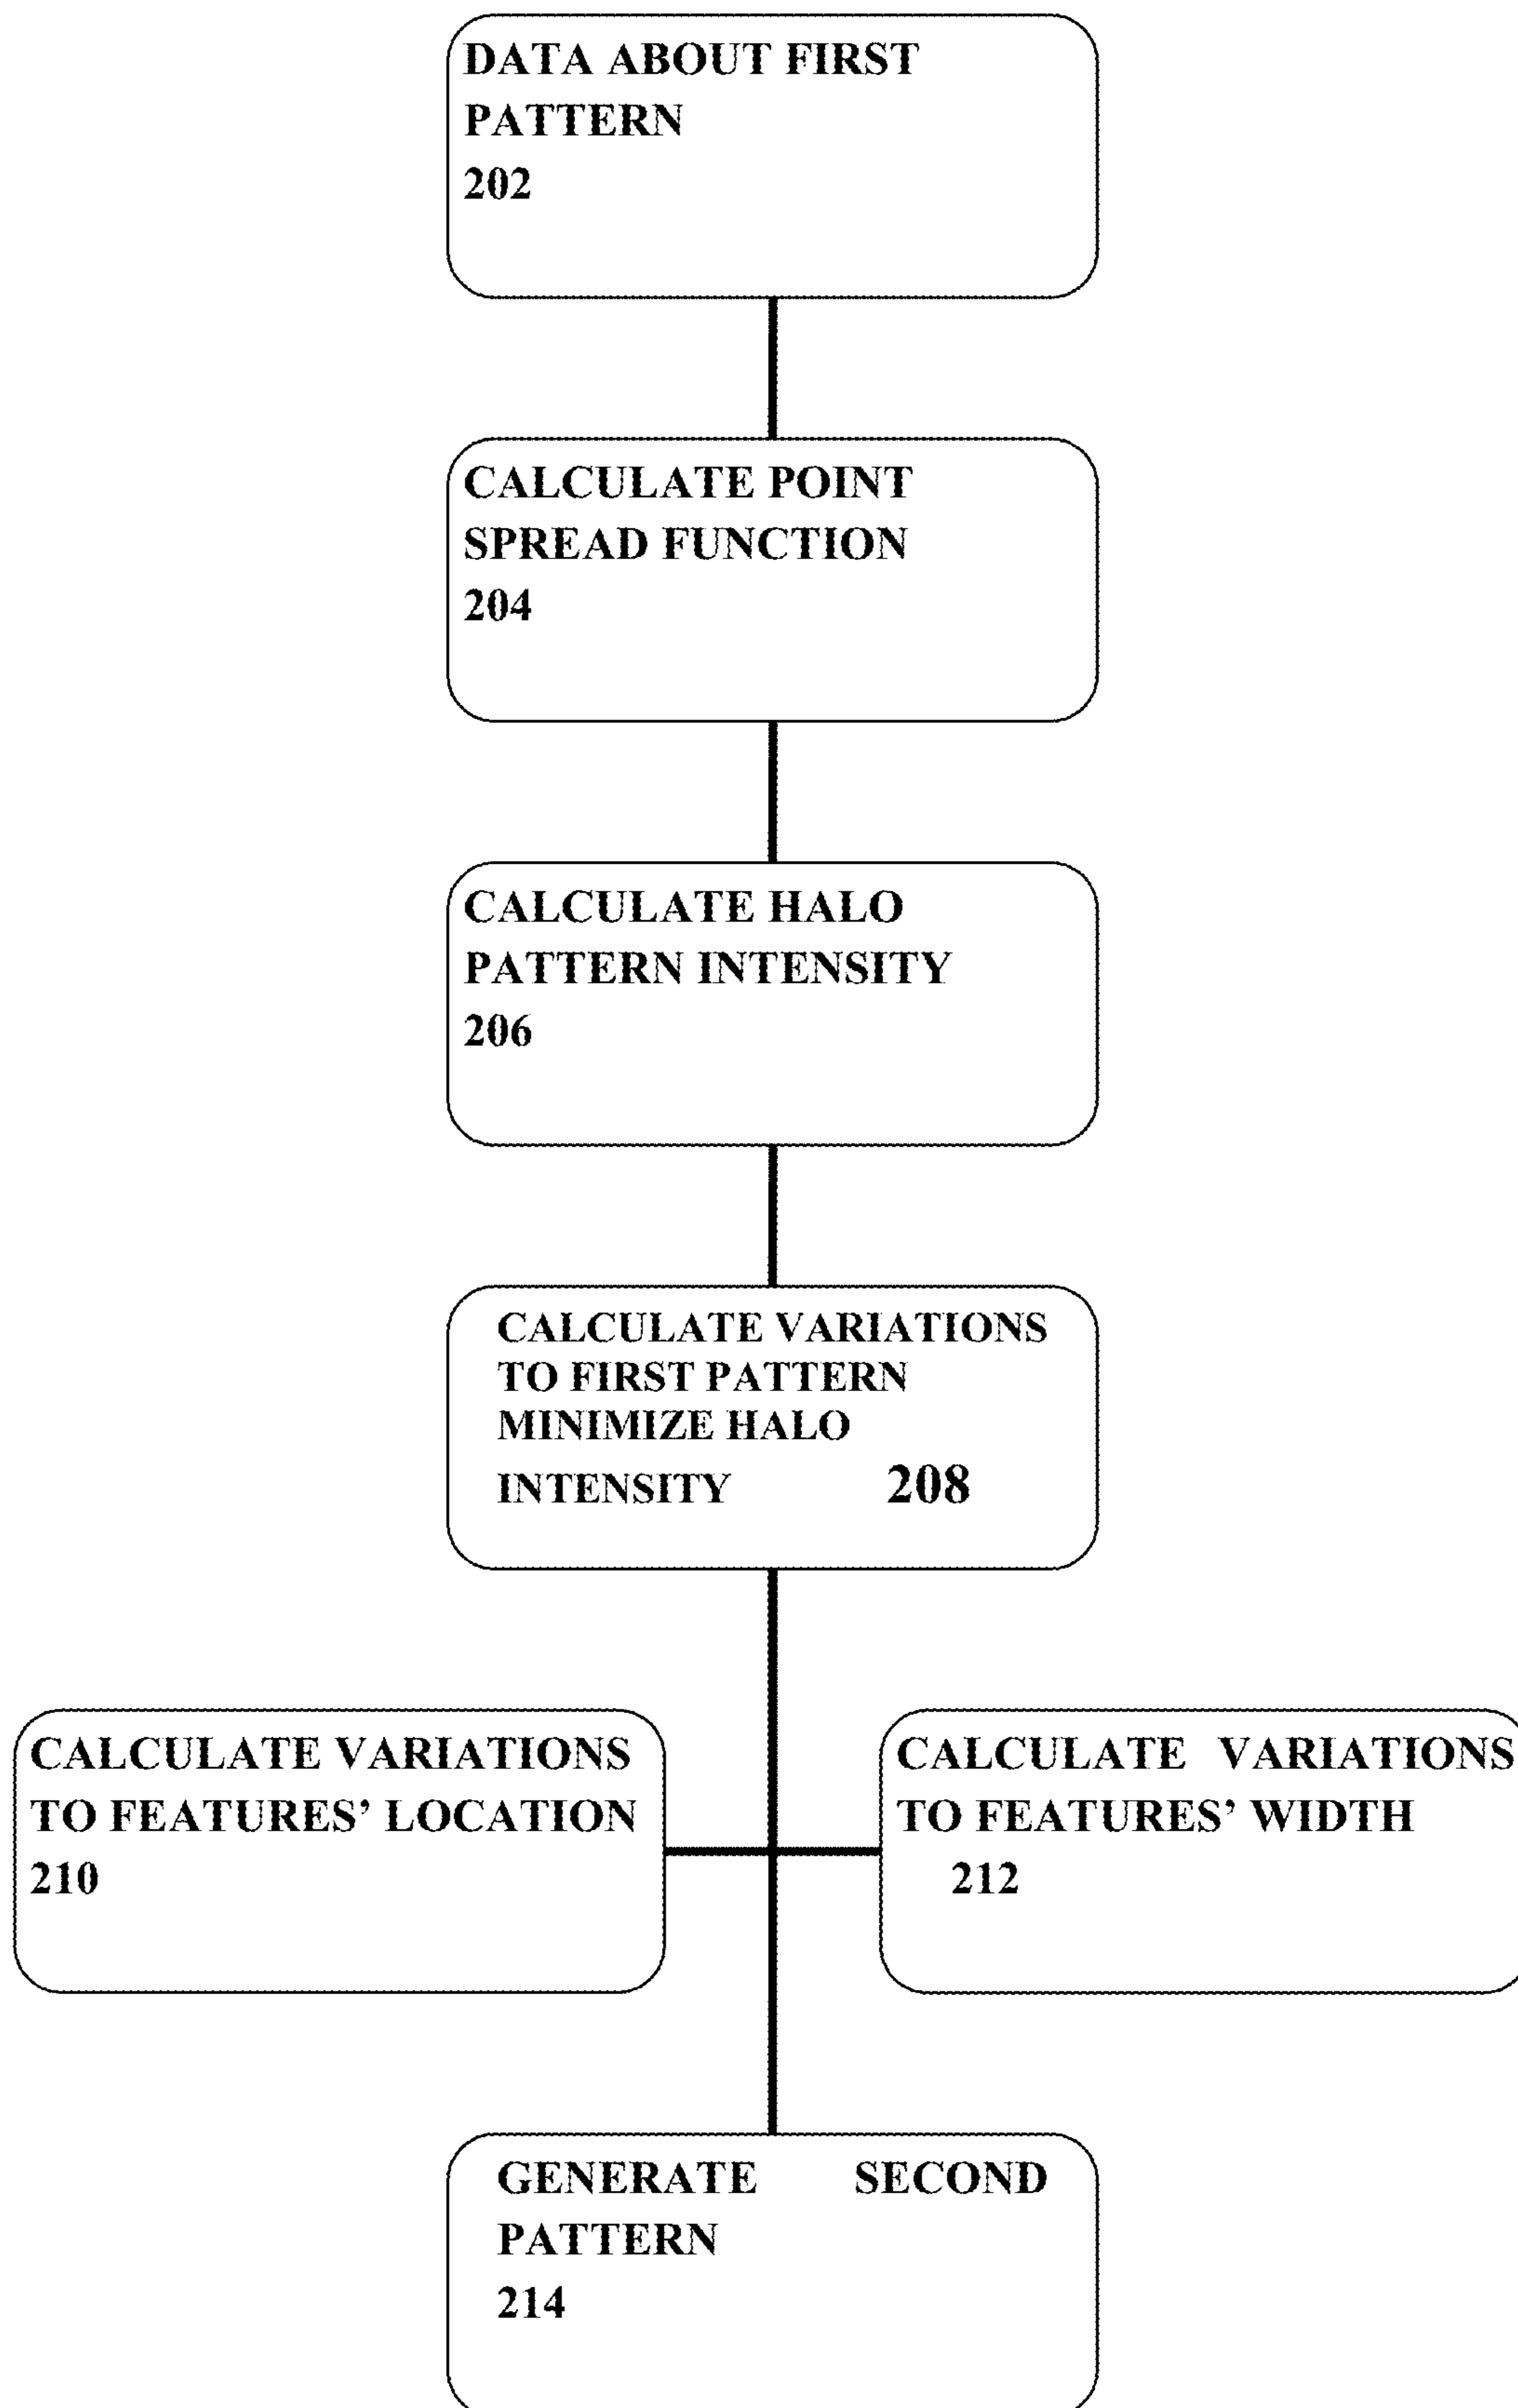 DATA ABOUT FIRST
PATTERN
202
CALCULATE POINT
SPREAD FUNCTION
204
CALCULATE HALO
PATTERN INTENSITY
206
CALCULATE VARIATIONS
TO FIRST PATTERN
MINIMIZE HALO
INTENSITY 208
CALCULATE VARIATIONS
TO FEATURES’ LOCATION
210
CALCULATE VARIATIONS
TO FEATURES’ WIDTH
212
GENERATE SECOND
PATTERN
214